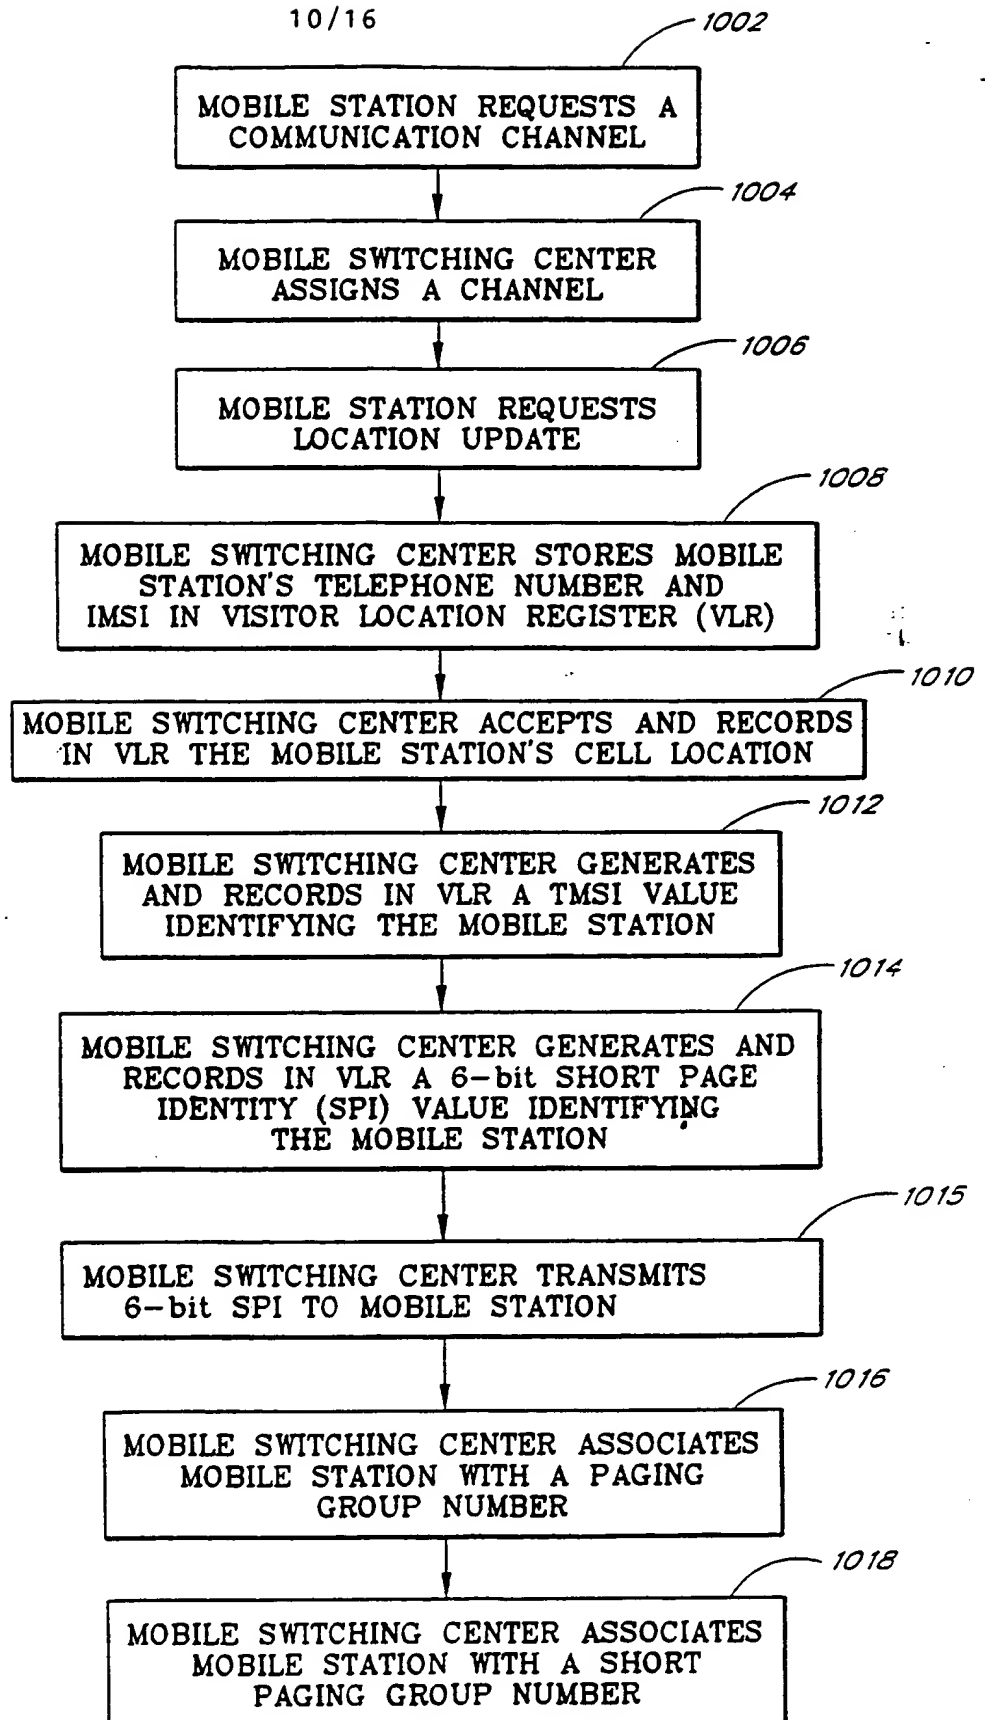 10/16
1002
MOBILE STATION REQUESTS A
COMMUNICATION CHANNEL
1004
MOBILE SWITCHING CENTER
ASSIGNS A CHANNEL
1006
MOBILE STATION REQUESTS
LOCATION UPDATE
1008
MOBILE SWITCHING CENTER STORES MOBILE
STATION'S TELEPHONE NUMBER AND
IMSI IN VISITOR LOCATION REGISTER (VLR)
1010
MOBILE SWITCHING CENTER ACCEPTS AND RECORDS
IN VLR THE MOBILE STATION'S CELL LOCATION
1012
MOBILE SWITCHING CENTER GENERATES
AND RECORDS IN VLR A TMSI VALUE
IDENTIFYING THE MOBILE STATION
1014
MOBILE SWITCHING CENTER GENERATES AND
RECORDS IN VLR A 6-bit SHORT PAGE
IDENTITY (SPI) VALUE IDENTIFYING
THE MOBILE STATION
1015
MOBILE SWITCHING CENTER TRANSMITS
6-bit SPI TO MOBILE STATION
1016
MOBILE SWITCHING CENTER ASSOCIATES
MOBILE STATION WITH A PAGING
GROUP NUMBER
1018
MOBILE SWITCHING CENTER ASSOCIATES
MOBILE STATION WITH A SHORT
PAGING GROUP NUMBER